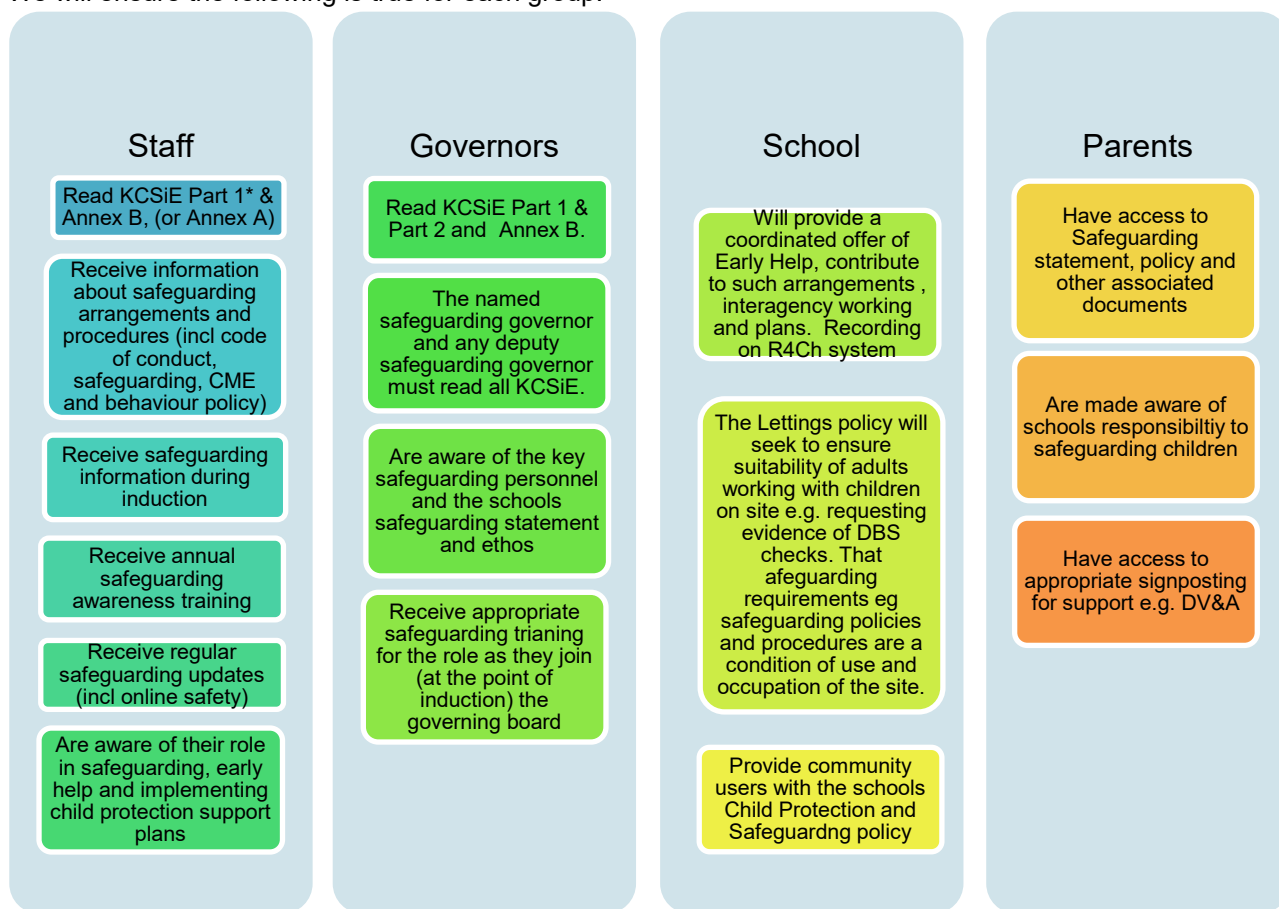 We will ensure the following is true for each group:
Staff
Read KCSiE Part 1* &
Annex B, (or Annex A)
Receive information
about safeguarding
arrangements and
procedures (incl code
of conduct,
safeguarding, CME
and behaviour policy)
Receive safeguarding
information during
induction
Receive annual
safeguarding
awareness training
Receive regular
safeguarding updates
(incl online safety)
Are aware of their role
in safeguarding, early
help and implementing
child protection support
plans
Governors
Read KCSiE Part 1 &
Part 2 and Annex B.
The named
safeguarding governor
and any deputy
safeguarding governor
must read all KCSiE.
Are aware of the key
safeguarding personnel
and the schools
safeguarding statement
and ethos
Receive appropriate
safeguarding trianing
for the role as they join
(at the point of
induction) the
governing board
School
Will provide a
coordinated offer of
Early Help, contribute
to such arrangements ,
interagency working
and plans. Recording
on R4Ch system
The Lettings policy will
seek to ensure
suitability of adults
working with children
on site e.g. requesting
evidence of DBS
checks. That
afeguarding
requirements eg
safeguarding policies
and procedures are a
condition of use and
occupation of the site.
Provide community
users with the schools
Child Protection and
Safeguardng policy
Parents
Have access to
Safeguarding
statement, policy and
other associated
documents
Are made aware of
schools responsibiltiy to
safeguarding children
Have access to
appropriate signposting
for support e.g. DV&A